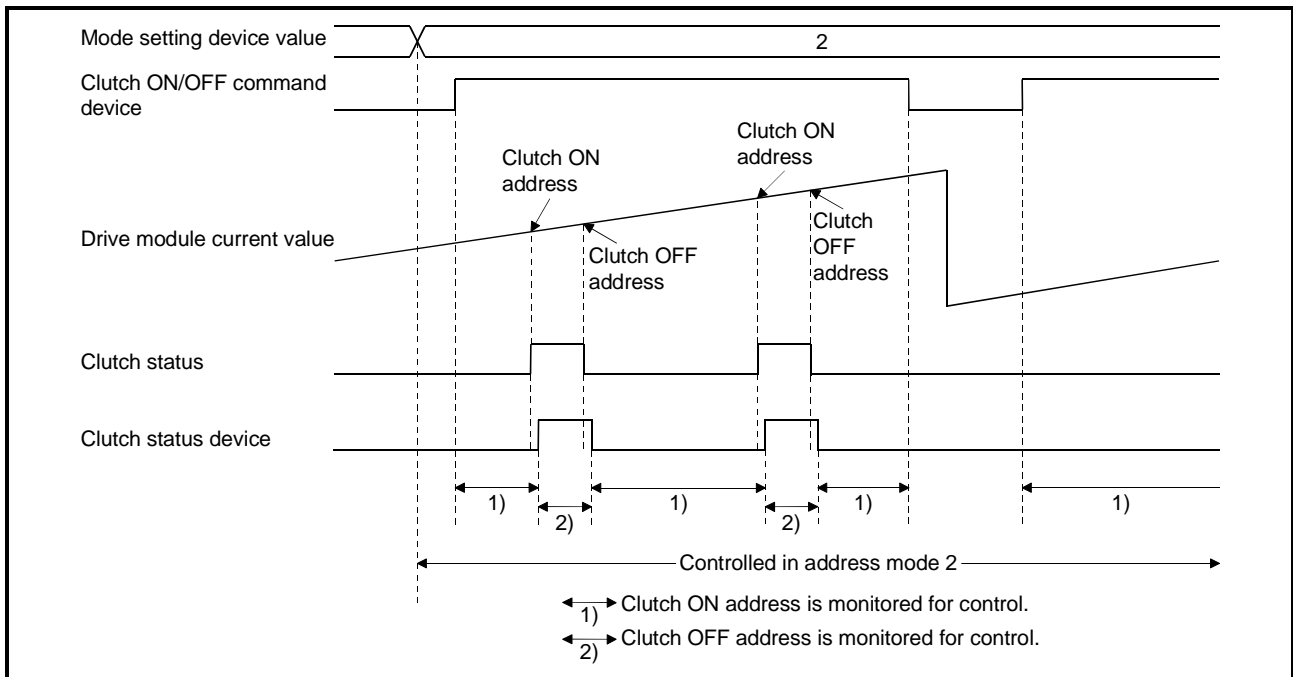 Mode setting device value
2
Clutch ON/OFF command
device
Clutch ON
address
Clutch ON
address
Drive module current value
Clutch OFF
address
Clutch
OFF
address
Clutch status
Clutch status device
1)
2)
1)
2)
1)
1)
Controlled in address mode 2
1) Clutch ON address is monitored for control.
2) Clutch OFF address is monitored for control.